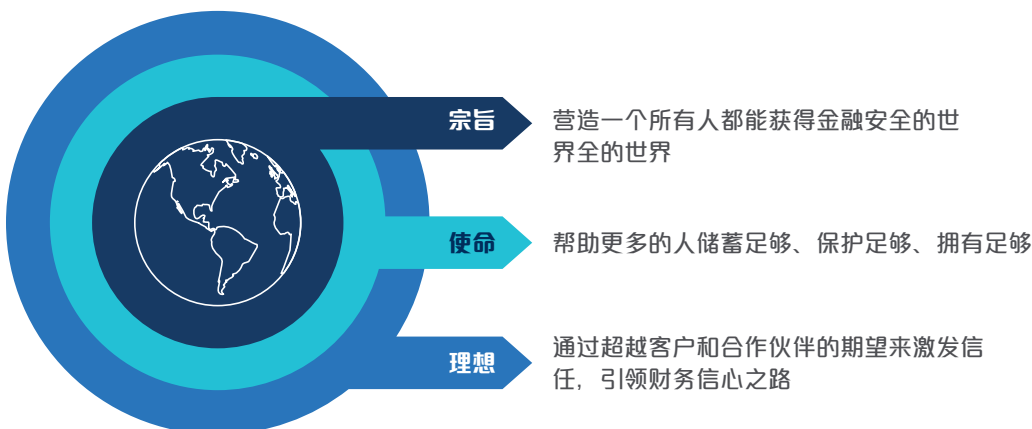 宗旨
营造一个所有人都能获得金融安全的世
界全的世界
使命
帮助更多的人储蓄足够、保护足够、拥有足够
理想
通过超越客户和合作伙伴的期望来激发信
任，引领财务信心之路